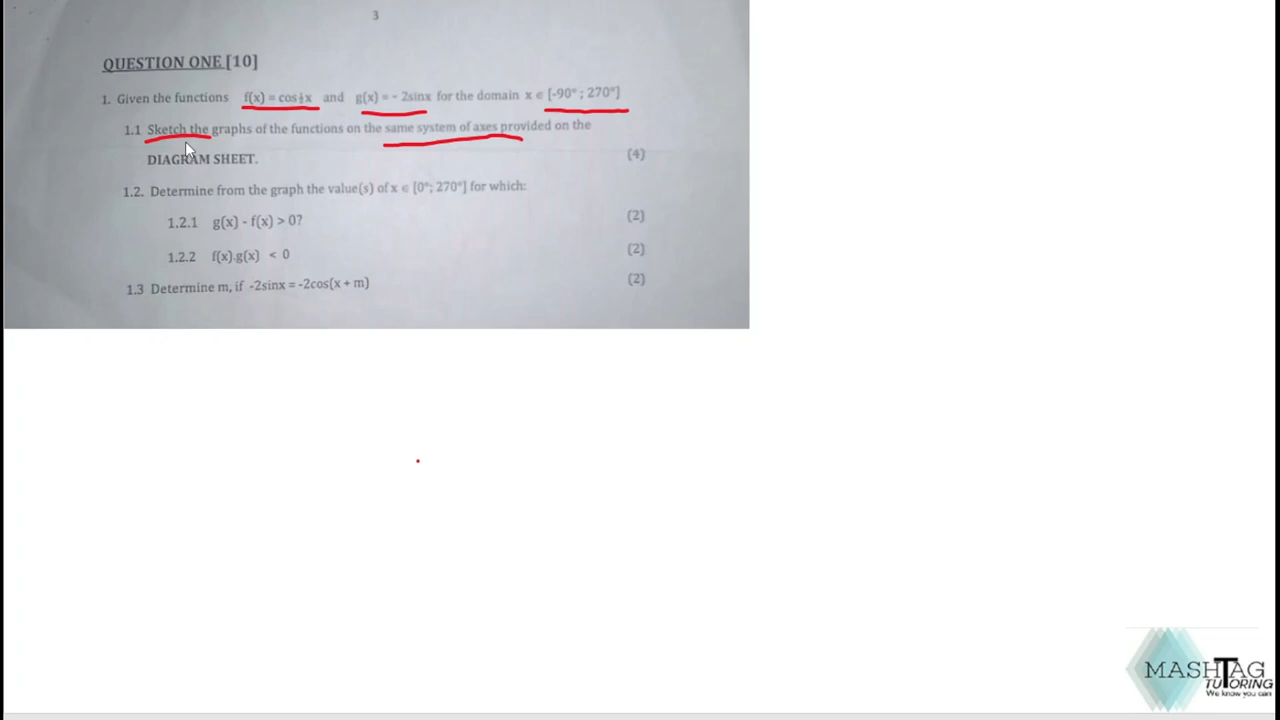 3
QUESTION ONE [10]
1. Given the functions f(x) = cos½x and g(x) = - 2sinx for the domain x ∈ [-90° ; 270°]
1.1 Sketch the graphs of the functions on the same system of axes provided on the
DIAGRAM SHEET. (4)
1.2. Determine from the graph the value(s) of x ∈ [0°; 270°] for which:
1.2.1 g(x) - f(x) > 0? (2)
1.2.2 f(x).g(x) < 0 (2)
1.3 Determine m, if -2sinx = -2cos(x + m) (2)
MASHTAG
TUTORING
We know you can